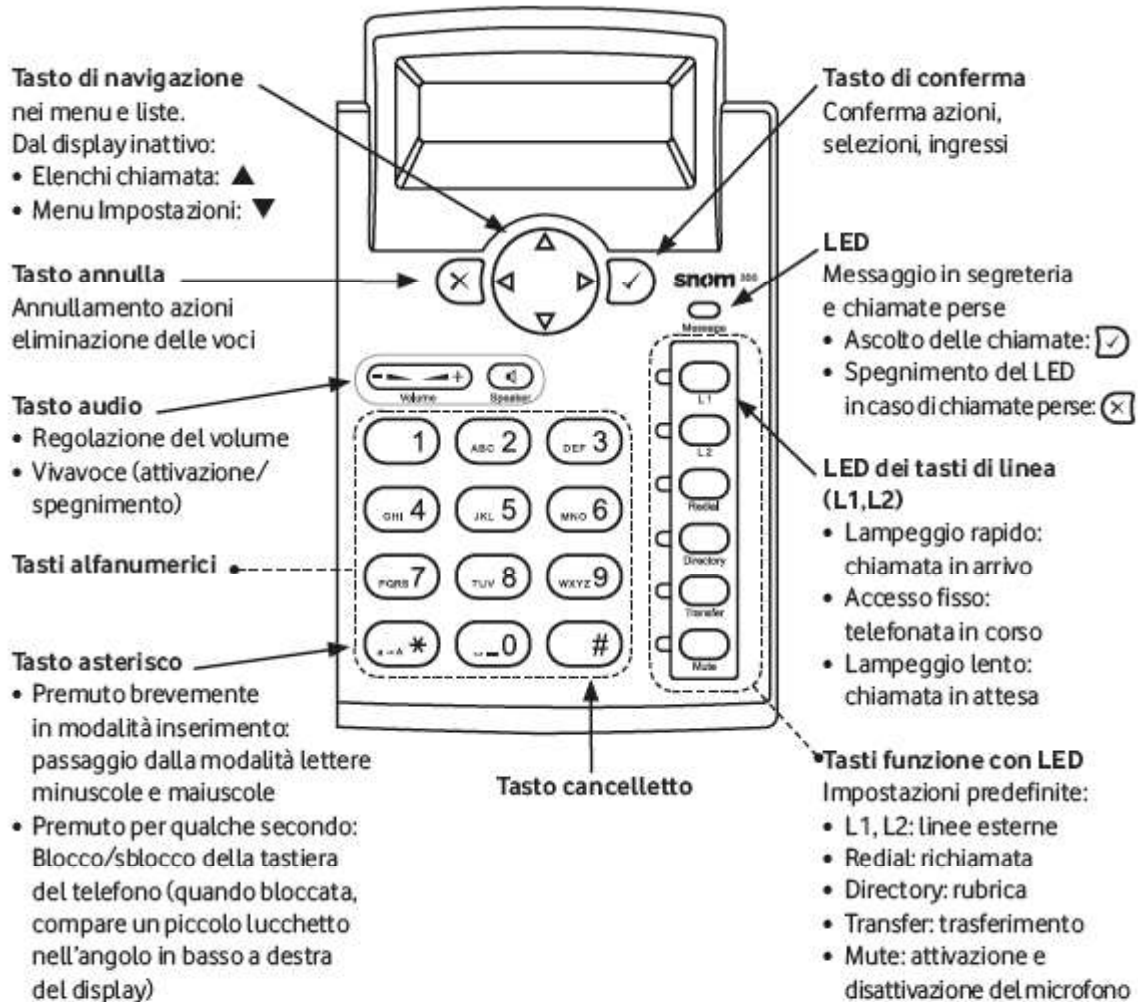 Tasto di navigazione
nei menu e liste.
Dal display inattivo:
• Elenchi chiamata: ▲
• Menu Impostazioni: ▼
Tasto annulla
Annullamento azioni
eliminazione delle voci
Tasto audio
• Regolazione del volume
• Vivavoce (attivazione/
spegnimento)
Tasti alfanumerici
Tasto asterisco
• Premuto brevemente
in modalità inserimento:
passaggio dalla modalità lettere
minuscole e maiuscole
• Premuto per qualche secondo:
Blocco/sblocco della tastiera
del telefono (quando bloccata,
compare un piccolo lucchetto
nell'angolo in basso a destra
del display)
snom
Message
- +
Volume
Speaker
1
ABC 2
DEF 3
GHI 4
JKL 5
MNO 6
PQRS 7
TUV 8
WXYZ 9
*
0
#
L1
L2
Redial
Directory
Transfer
Mute
Tasto cancelletto
Tasto di conferma
Conferma azioni,
selezioni, ingressi
LED
Messaggio in segreteria
e chiamate perse
• Ascolto delle chiamate: ✓
• Spegnimento del LED
in caso di chiamate perse: ×
LED dei tasti di linea
(L1,L2)
• Lampeggio rapido:
chiamata in arrivo
• Accesso fisso:
telefonata in corso
• Lampeggio lento:
chiamata in attesa
Tasti funzione con LED
Impostazioni predefinite:
• L1, L2: linee esterne
• Redial: richiamata
• Directory: rubrica
• Transfer: trasferimento
• Mute: attivazione e
disattivazione del microfono